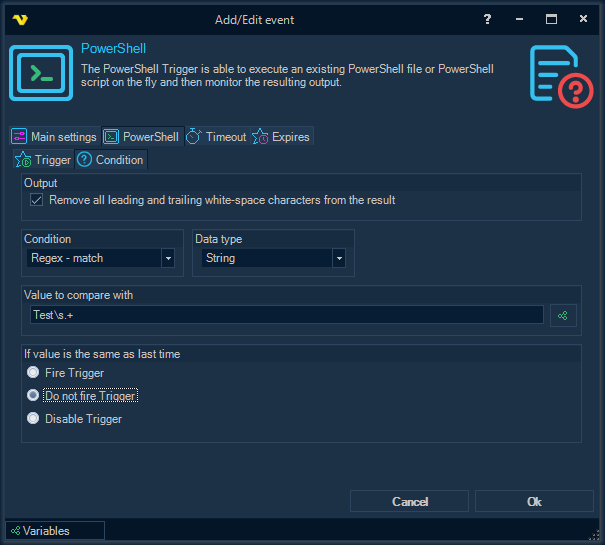 Add/Edit event
PowerShell
The PowerShell Trigger is able to execute an existing PowerShell file or PowerShell
script on the fly and then monitor the resulting output.
Main settings PowerShell Timeout Expires
Trigger Condition
Output
Remove all leading and trailing white-space characters from the result
Condition Data type
Regex - match String
Value to compare with
Test\s.+
If value is the same as last time
Fire Trigger
Do not fire Trigger
Disable Trigger
Cancel Ok
Variables